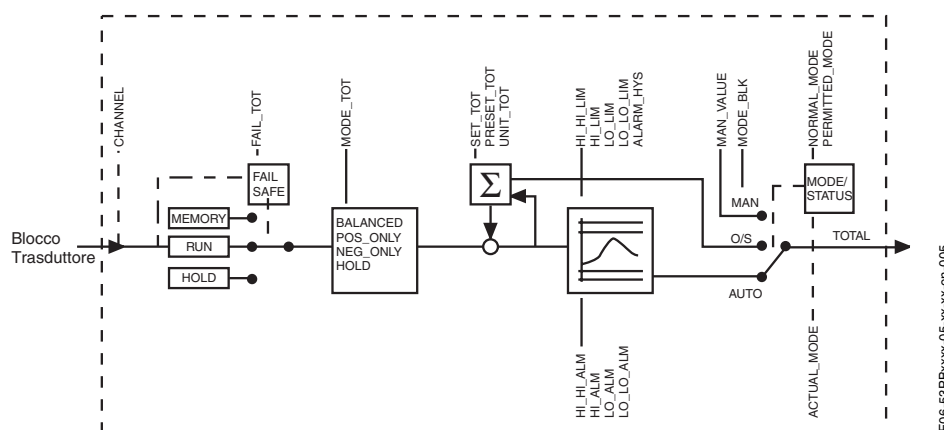 CHANNEL
FAIL_TOT
MODE_TOT
SET_TOT
PRESET_TOT
UNIT_TOT
HI_HI_LIM
HI_LIM
LO_LIM
LO_LO_LIM
ALARM_HYS
MAN_VALUE
MODE_BLK
NORMAL_MODE
PERMITTED_MODE
FAIL
SAFE
Σ
MODE/
STATUS
MEMORY
RUN
HOLD
Blocco
Trasduttore
BALANCED
POS_ONLY
NEG_ONLY
HOLD
MAN
O/S
AUTO
TOTAL
HI_HI_ALM
HI_ALM
LO_ALM
LO_LO_ALM
ACTUAL_MODE